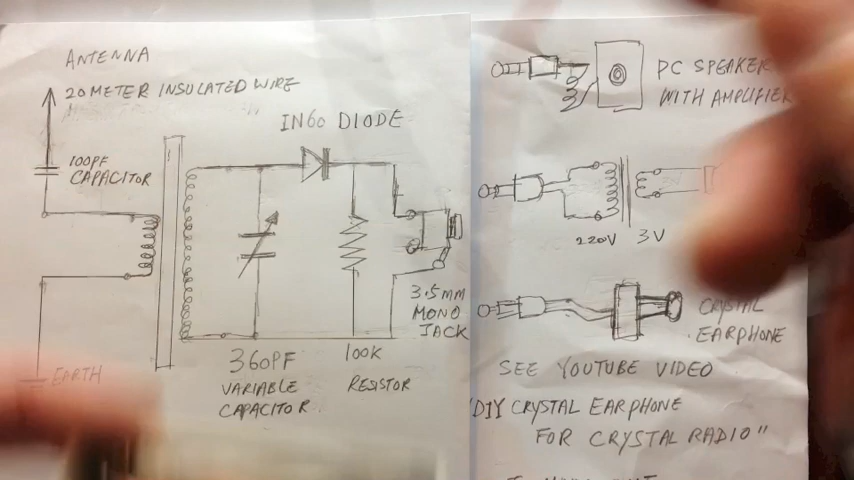 ANTENNA
20 METER INSULATED WIRE
IN60 DIODE
100PF
CAPACITOR
3.5MM
MONO
JACK
EARTH
360PF
VARIABLE
CAPACITOR
100K
RESISTOR
PC SPEAKER
WITH AMPLIFIER
220V 3V
CRYSTAL
EARPHONE
SEE YOUTUBE VIDEO
"DIY CRYSTAL EARPHONE
FOR CRYSTAL RADIO"